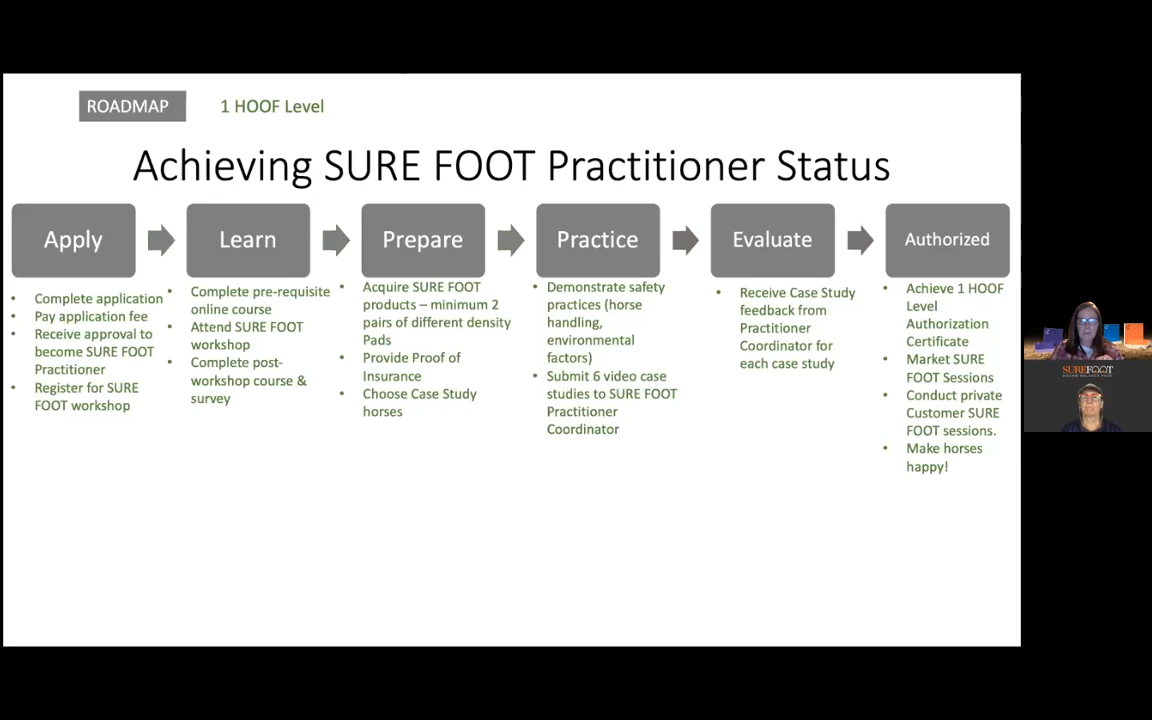 ROADMAP
1 HOOF Level
Achieving SURE FOOT Practitioner Status
Apply
• Complete application
• Pay application fee
• Receive approval to
become SURE FOOT
Practitioner
• Register for SURE
FOOT workshop
Learn
• Complete pre-requisite
online course
• Attend SURE FOOT
workshop
• Complete post-
workshop course &
survey
Prepare
• Acquire SURE FOOT
products – minimum 2
pairs of different density
Pads
• Provide Proof of
Insurance
• Choose Case Study
horses
Practice
• Demonstrate safety
practices (horse
handling,
environmental
factors)
• Submit 6 video case
studies to SURE FOOT
Practitioner
Coordinator
Evaluate
• Receive Case Study
feedback from
Practitioner
Coordinator for
each case study
Authorized
• Achieve 1 HOOF
Level
Authorization
Certificate
• Market SURE
FOOT Sessions
• Conduct private
Customer SURE
FOOT sessions.
• Make horses
happy!
SUREFOOT